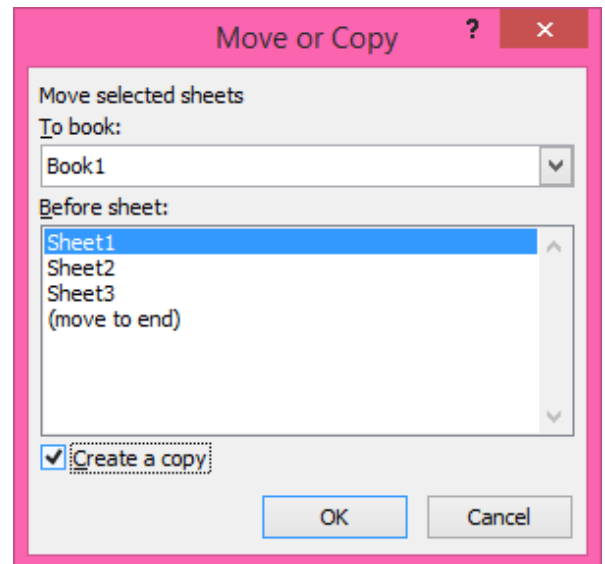 Move or Copy ? ×
Move selected sheets
To book:
Book1
Before sheet:
Sheet1
Sheet2
Sheet3
(move to end)
Create a copy
OK Cancel